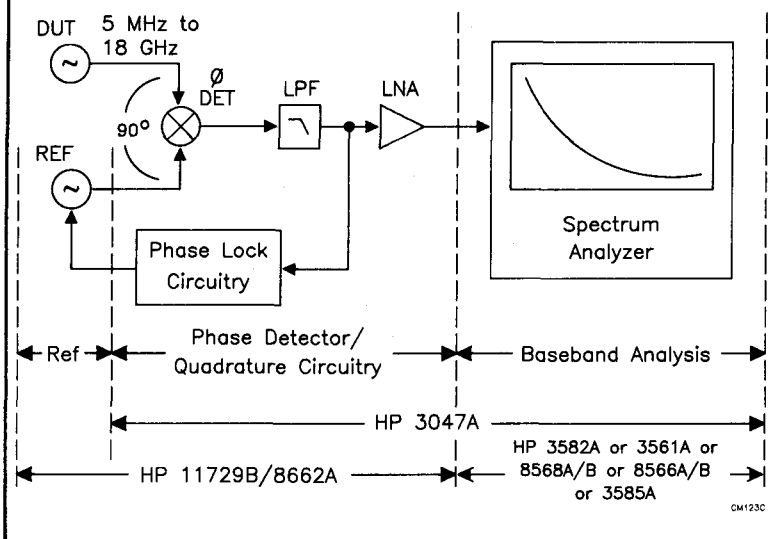 DUT
5 MHz to
18 GHz
~
Ø
DET
LPF
LNA
90°
REF
~
Phase Lock
Circuitry
Spectrum
Analyzer
Ref
Phase Detector/
Quadrature Circuitry
Baseband Analysis
HP 3047A
HP 11729B/8662A
HP 3582A or 3561A or
8568A/B or 8566A/B
or 3585A
CM123C